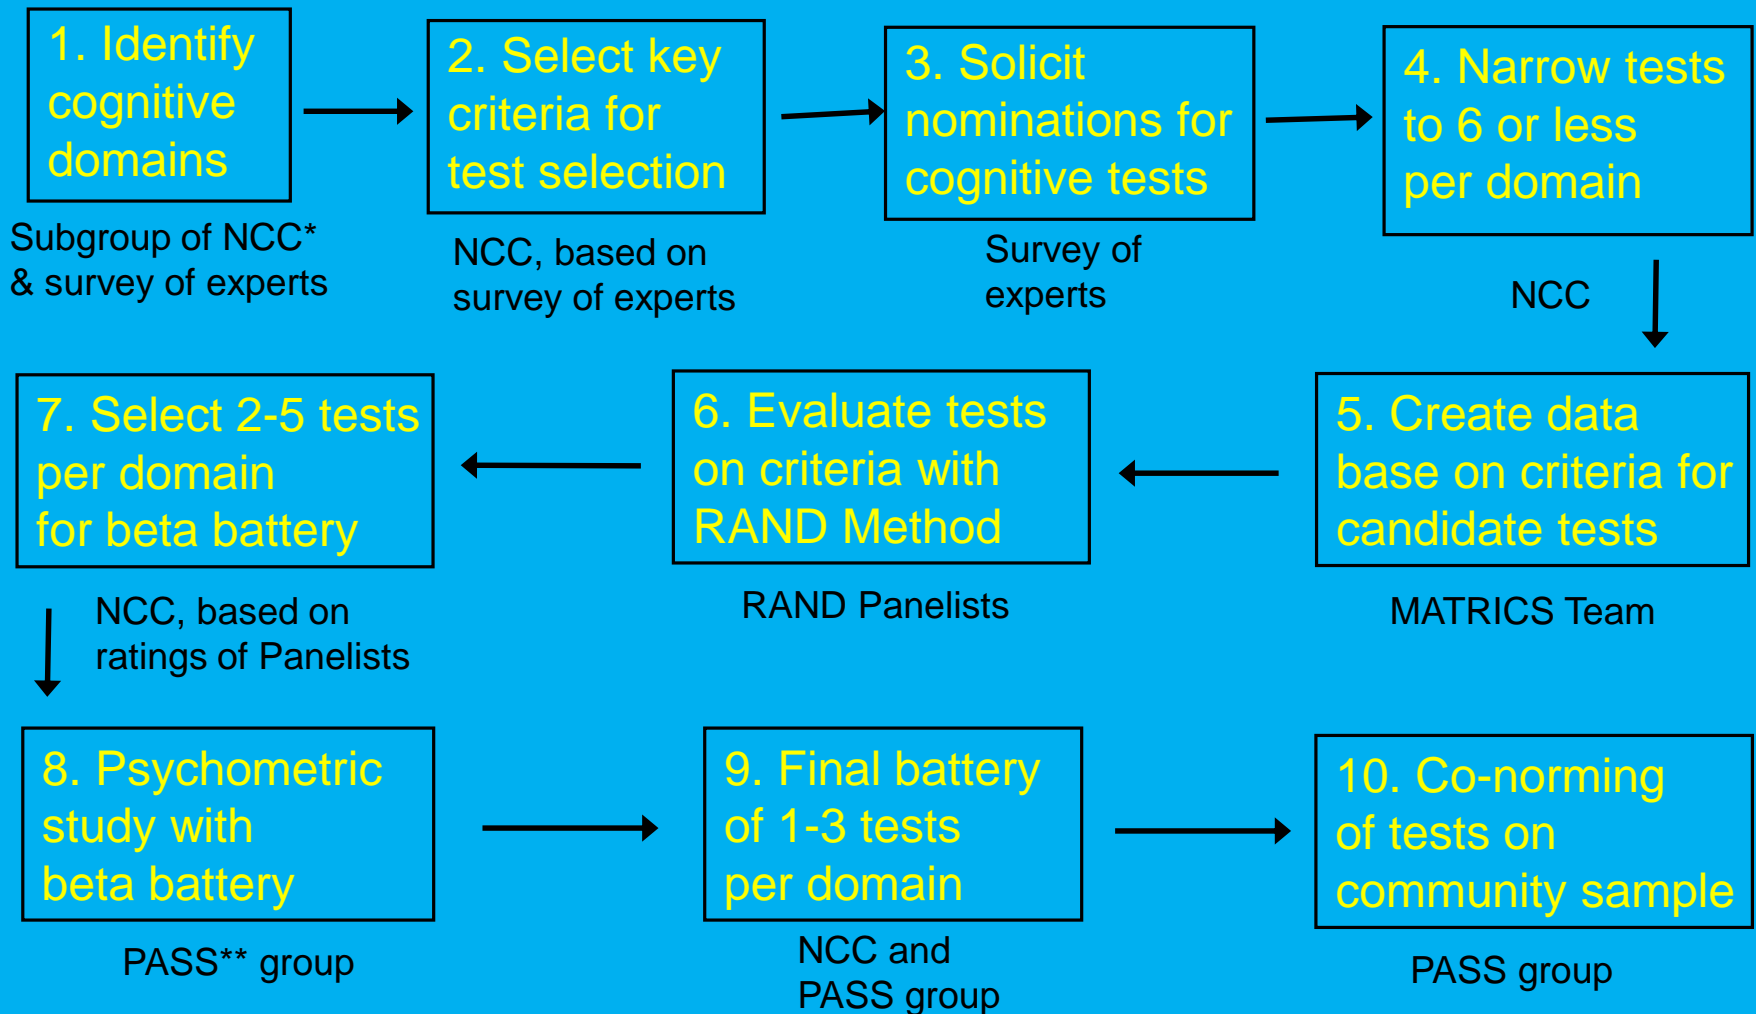 1. Identify
cognitive
domains
Subgroup of NCC*
& survey of experts
2. Select key
criteria for
test selection
NCC, based on
survey of experts
3. Solicit
nominations for
cognitive tests
Survey of
experts
4. Narrow tests
to 6 or less
per domain
NCC
5. Create data
base on criteria for
candidate tests
MATRICS Team
6. Evaluate tests
on criteria with
RAND Method
RAND Panelists
7. Select 2-5 tests
per domain
for beta battery
NCC, based on
ratings of Panelists
8. Psychometric
study with
beta battery
PASS** group
9. Final battery
of 1-3 tests
per domain
NCC and
PASS group
10. Co-norming
of tests on
community sample
PASS group